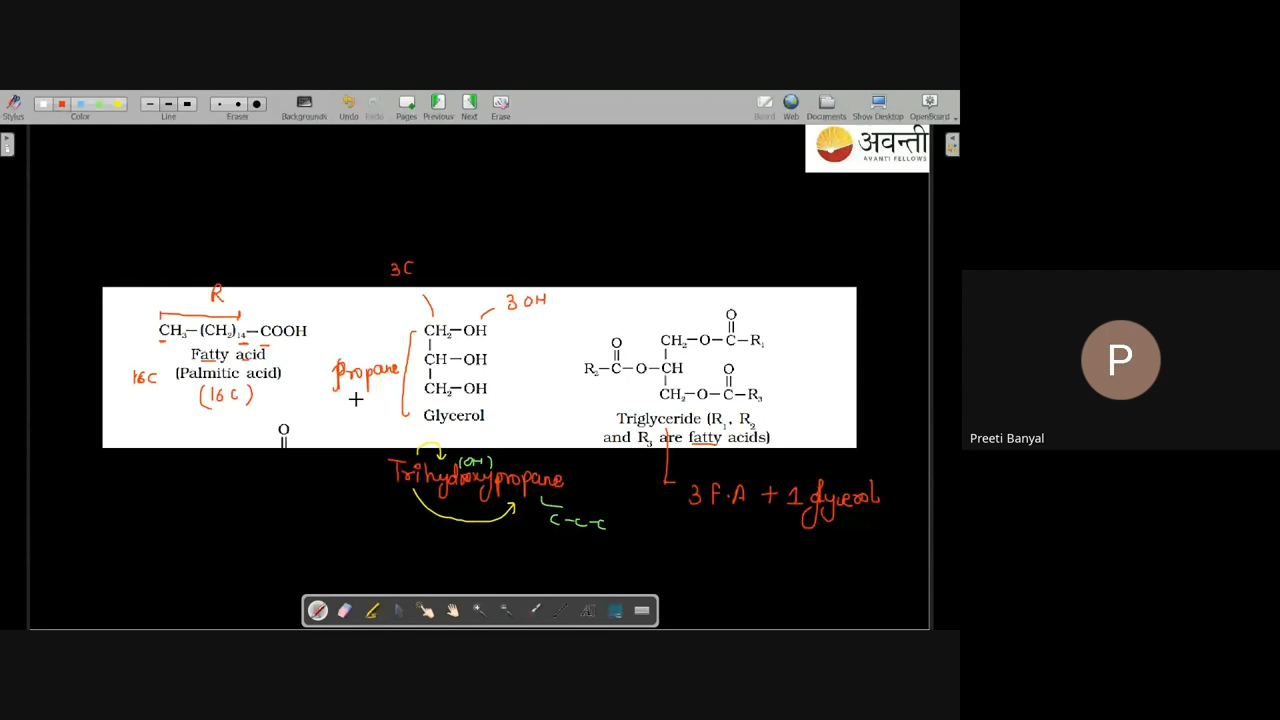 Stylus
Color
Line
Eraser
Backgrounds
Undo
Redo
Pages
Previous
Next
Erase
Board
Web
Documents
Show Desktop
OpenBoard
अवन्ती
AVANTI FELLOWS
3C
R
3 OH
CH₃–(CH₂)₁₄–COOH
Fatty acid
(Palmitic acid)
16C
(16C)
propane
CH₂–OH
CH–OH
CH₂–OH
Glycerol
O
O
CH₂–O–C–R₁
R₂–C–O–CH
O
O
CH₂–O–C–R₃
Triglyceride (R₁, R₂
and R₃ are fatty acids)
(OH)
Trihydroxypropane
C-C-C
3 F.A + 1 glycerol
P
Preeti Banyal